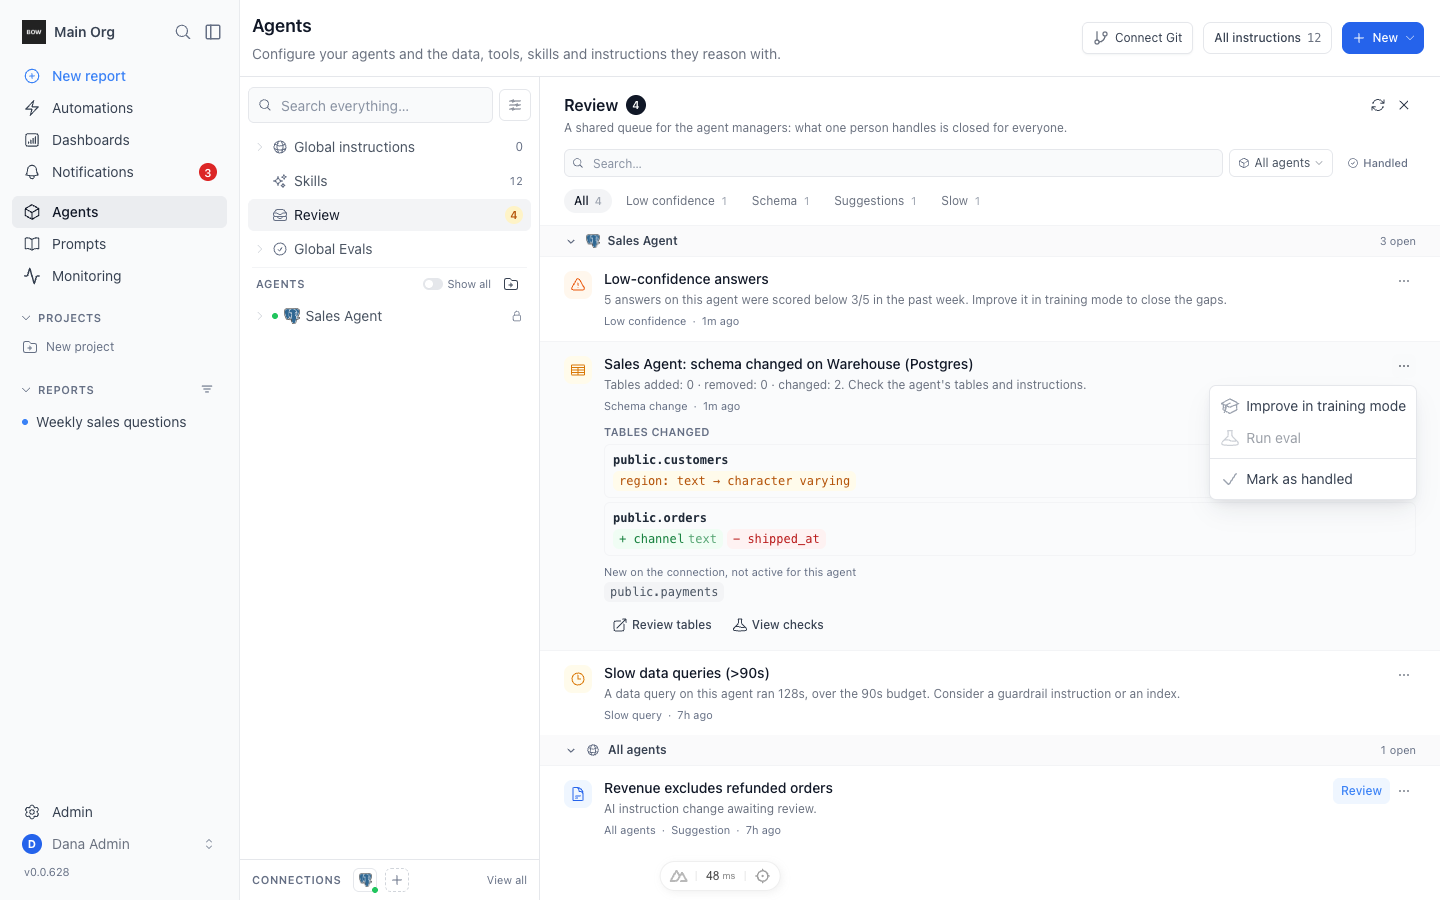 BOW Main Org
New report
Automations
Dashboards
Notifications 3
Agents
Prompts
Monitoring
PROJECTS
New project
REPORTS
Weekly sales questions
Admin
D Dana Admin
v0.0.628
Agents
Configure your agents and the data, tools, skills and instructions they reason with.
Connect Git
All instructions 12
New
Search everything...
Global instructions 0
Skills 12
Review 4
Global Evals
AGENTS Show all
Sales Agent
CONNECTIONS View all
Review 4
A shared queue for the agent managers: what one person handles is closed for everyone.
Search...
All agents
Handled
All 4 Low confidence 1 Schema 1 Suggestions 1 Slow 1
Sales Agent 3 open
Low-confidence answers
5 answers on this agent were scored below 3/5 in the past week. Improve it in training mode to close the gaps.
Low confidence · 1m ago
Sales Agent: schema changed on Warehouse (Postgres)
Tables added: 0 · removed: 0 · changed: 2. Check the agent's tables and instructions.
Schema change · 1m ago
Improve in training mode
Run eval
Mark as handled
TABLES CHANGED
public.customers
region: text → character varying
public.orders
+ channel text − shipped_at
New on the connection, not active for this agent
public.payments
Review tables View checks
Slow data queries (>90s)
A data query on this agent ran 128s, over the 90s budget. Consider a guardrail instruction or an index.
Slow query · 7h ago
All agents 1 open
Revenue excludes refunded orders
AI instruction change awaiting review.
All agents · Suggestion · 7h ago
Review
48 ms